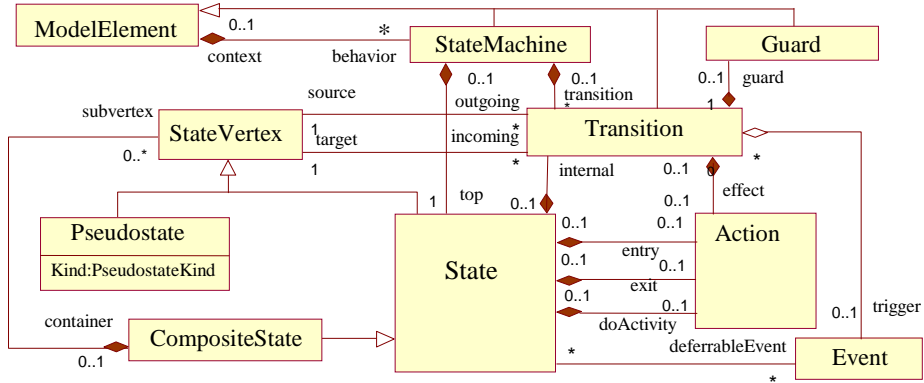 ModelElement
0..1
context
*
behavior
StateMachine
0..1
0..1
Guard
0..1
guard
source
outgoing
transition
*
1
subvertex
StateVertex
1
target
incoming
*
Transition
0..*
1
*
*
internal
0..1
0
effect
top
1
0..1
0..1
Pseudostate
Kind:PseudostateKind
State
0..1
0..1
entry
Action
0..1
0..1
exit
0..1
0..1
doActivity
container
0..1
CompositeState
0..1
trigger
*
deferrableEvent
*
Event